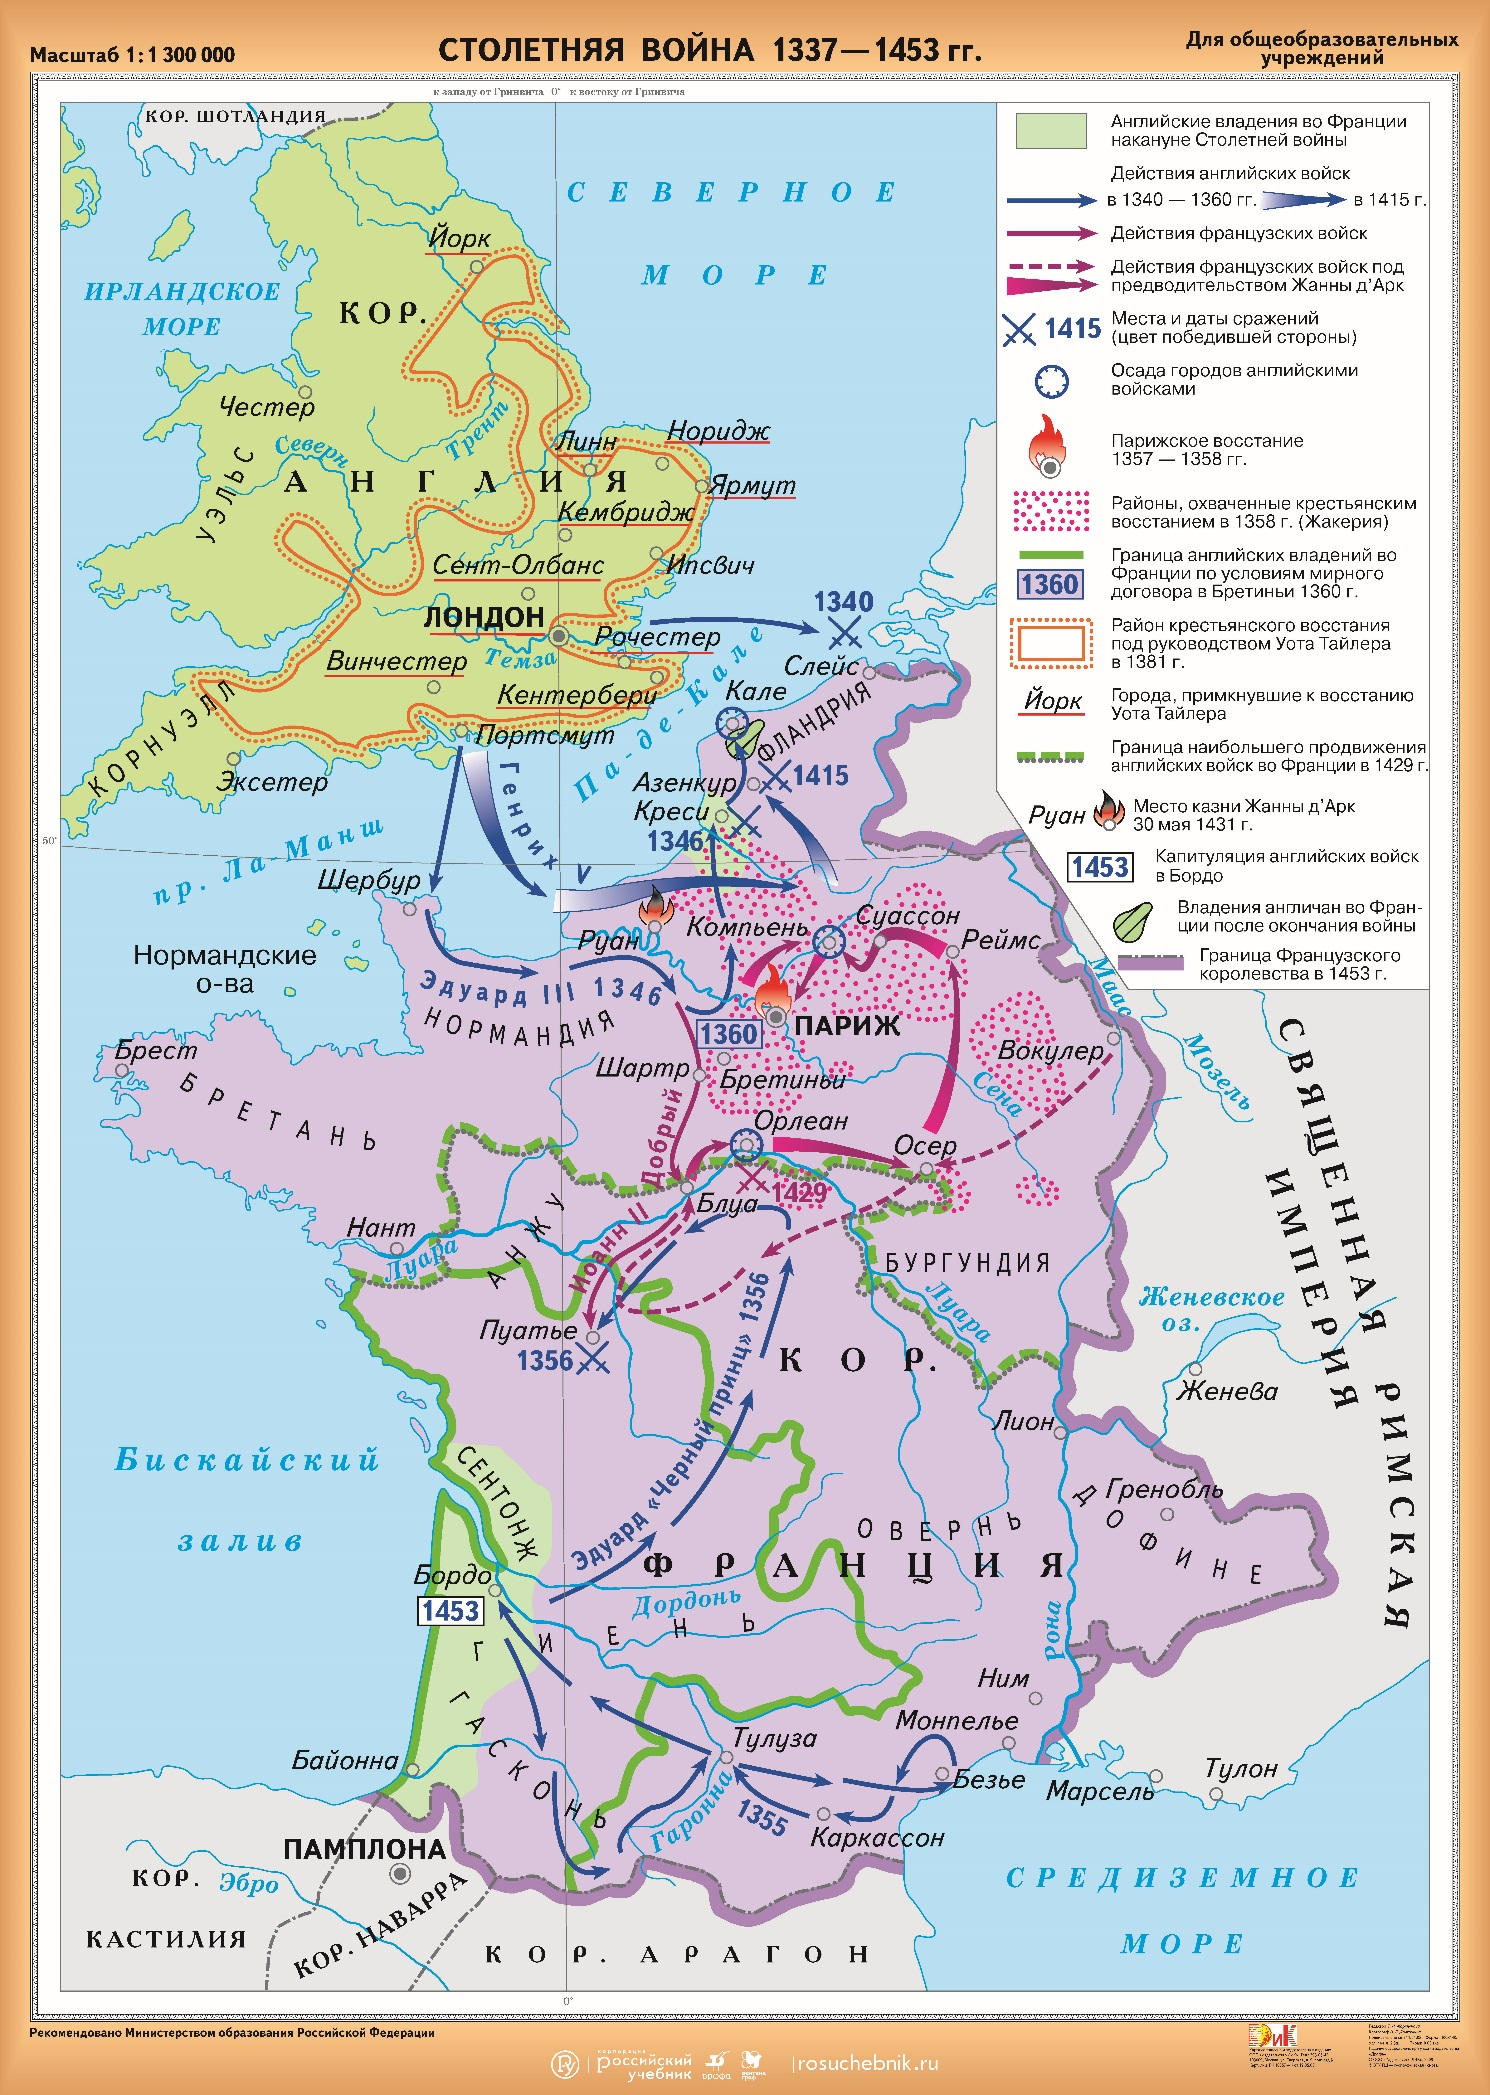 Масштаб 1:1 300 000
СТОЛЕТНЯЯ ВОЙНА 1337—1453 гг.
Для общеобразовательных
учреждений
к западу от Гринвича 0° к востоку от Гринвича
КОР. ШОТЛАНДИЯ
СЕВЕРНОЕ
МОРЕ
Йорк
ИРЛАНДСКОЕ
МОРЕ
КОР.
Честер
Северн
Трент
Линн
Норидж
УЭЛЬС
АНГЛИЯ
Ярмут
Кембридж
Сент-Олбанс
Ипсвич
ЛОНДОН
1340
Рочестер
Винчестер
Темза
Слейс
Кентербери
Кале
Па-де-Кале
ФЛАНДРИЯ
КОРНУЭЛЛ
Портсмут
Эксетер
Генрих V
Азенкур
1415
Креси
1346
50°
пр. Ла-Манш
Шербур
Руан
Компьень
Суассон
Реймс
Нормандские
о-ва
Эдуард III 1346
НОРМАНДИЯ
1360
ПАРИЖ
Маас
Мозель
Брест
БРЕТАНЬ
Шартр
Бретиньи
Вокулер
Сена
Орлеан
Осер
Иоанн II Добрый
1429
Блуа
АНЖУ
Нант
Луара
БУРГУНДИЯ
Луара
СВЯЩЕННАЯ РИМСКАЯ
ИМПЕРИЯ
Женевское
оз.
Женева
Пуатье
1356
КОР.
Эдуард «Черный принц» 1356
Лион
Бискайский
залив
СЕНТОНЖ
Гренобль
ДОФИНЕ
ОВЕРНЬ
ФРАНЦИЯ
Бордо
1453
Дордонь
ГИЕНЬ
Рона
ГАСКОНЬ
Ним
Монпелье
Байонна
Тулуза
Безье
Марсель
Тулон
Гаронна
1355
Каркассон
ПАМПЛОНА
КОР.
Эбро
КАСТИЛИЯ
КОР. НАВАРРА
КОР. АРАГОН
СРЕДИЗЕМНОЕ
МОРЕ
0°
Английские владения во Франции
накануне Столетней войны
Действия английских войск
в 1340 — 1360 гг.
в 1415 г.
Действия французских войск
Действия французских войск под
предводительством Жанны д'Арк
1415
Места и даты сражений
(цвет победившей стороны)
Осада городов английскими
войсками
Парижское восстание
1357 — 1358 гг.
Районы, охваченные крестьянским
восстанием в 1358 г. (Жакерия)
1360
Граница английских владений во
Франции по условиям мирного
договора в Бретиньи 1360 г.
Район крестьянского восстания
под руководством Уота Тайлера
в 1381 г.
Йорк
Города, примкнувшие к восстанию
Уота Тайлера
Граница наибольшего продвижения
английских войск во Франции в 1429 г.
Руан
Место казни Жанны д'Арк
30 мая 1431 г.
1453
Капитуляция английских войск
в Бордо
Владения англичан во Фран-
ции после окончания войны
Граница Французского
королевства в 1453 г.
Рекомендовано Министерством образования Российской Федерации
корпорация
российский
учебник
дрофа
rosuchebnik.ru